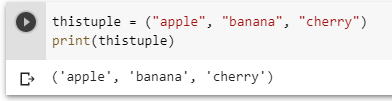 thistuple = ("apple", "banana", "cherry")
print(thistuple)
('apple', 'banana', 'cherry')